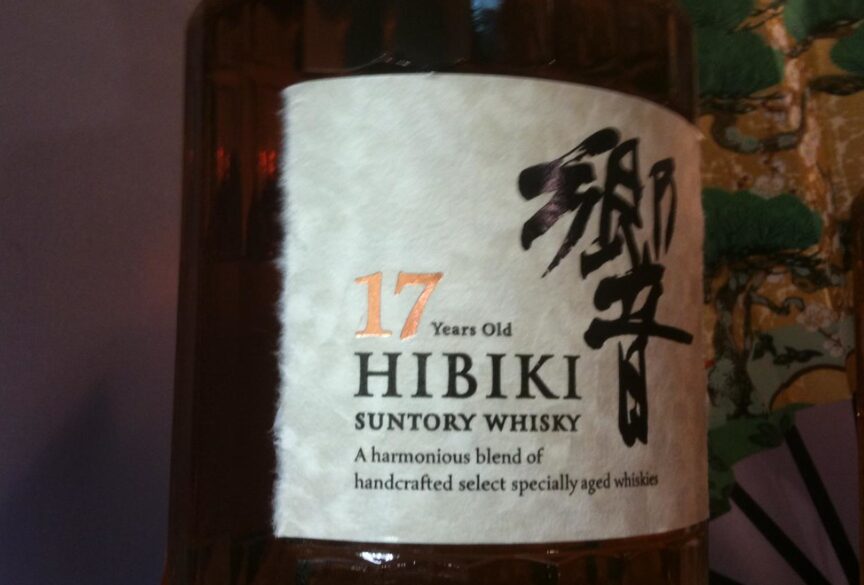 響
17 Years Old
HIBIKI
SUNTORY WHISKY
A harmonious blend of
handcrafted select specially aged whiskies